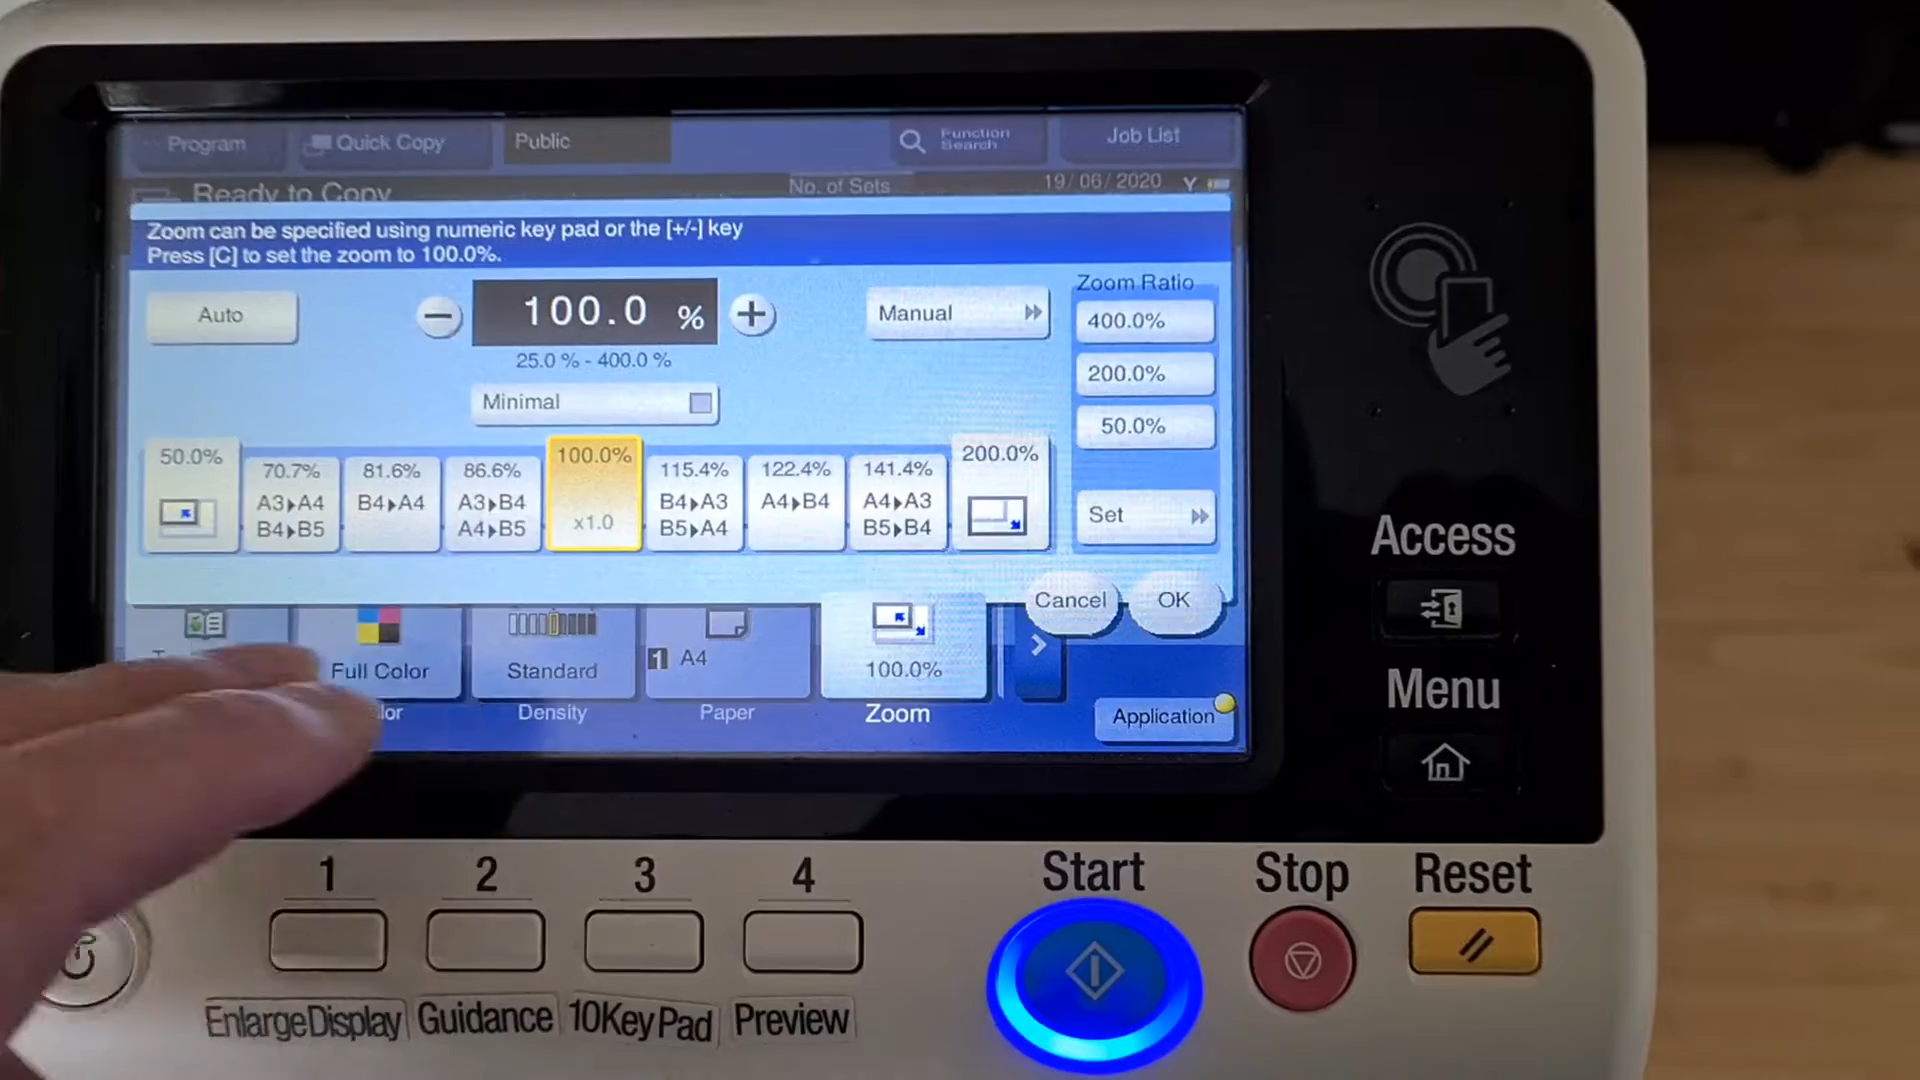 Program
Quick Copy
Public
Function Search
Job List
Ready to Copy
No. of Sets
19/06/2020
Y
Zoom can be specified using numeric key pad or the [+/-] key
Press [C] to set the zoom to 100.0%.
Auto
−
100.0 %
+
25.0 % - 400.0 %
Minimal
Manual
Zoom Ratio
400.0%
200.0%
50.0%
Set
50.0%
70.7%
A3▸A4
B4▸B5
81.6%
B4▸A4
86.6%
A3▸B4
A4▸B5
100.0%
x1.0
115.4%
B4▸A3
B5▸A4
122.4%
A4▸B4
141.4%
A4▸A3
B5▸B4
200.0%
Cancel
OK
Full Color
Standard
1 A4
100.0%
Density
Paper
Zoom
Application
Access
Menu
1
2
3
4
Start
Stop
Reset
Enlarge Display
Guidance
10 Key Pad
Preview